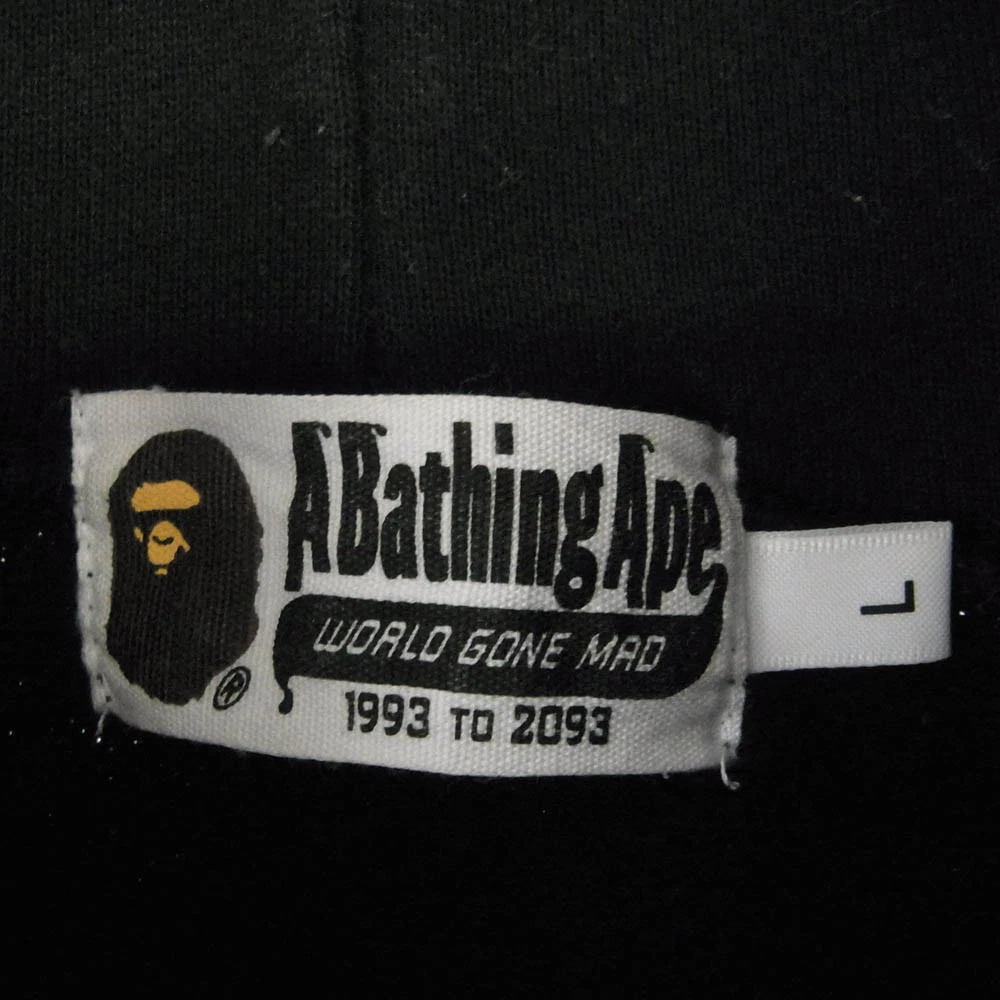 A Bathing Ape
WORLD GONE MAD
1993 TO 2093
®
L